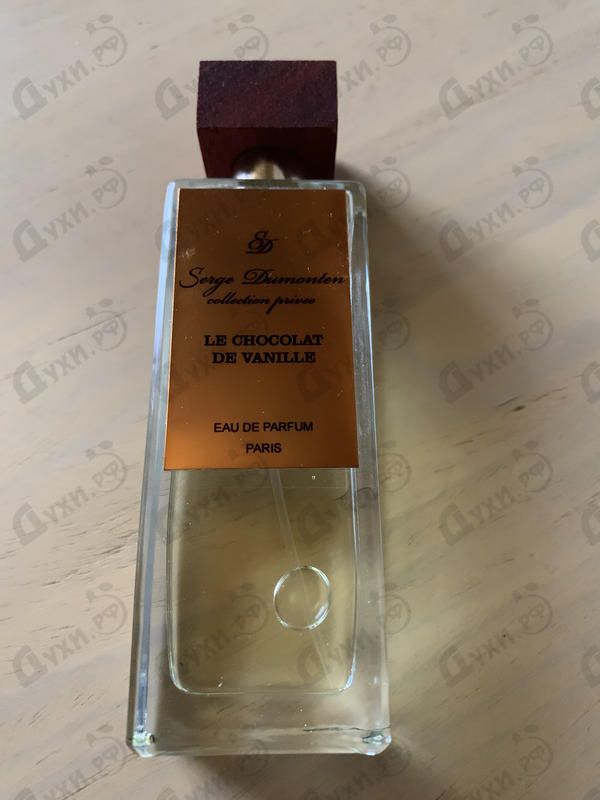 SD
Serge Dumonten
collection privee
LE CHOCOLAT
DE VANILLE
EAU DE PARFUM
PARIS
Духи.РФ